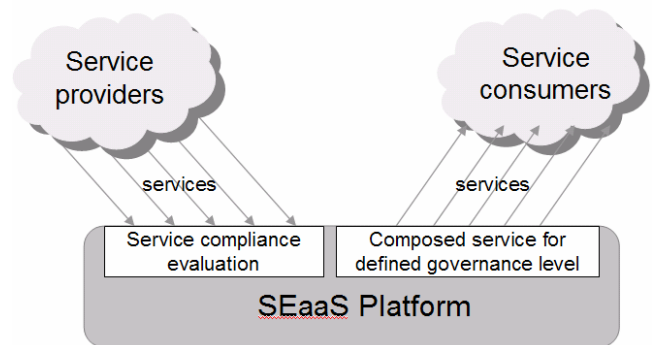 Service
providers
Service
consumers
services
services
Service compliance
evaluation
Composed service for
defined governance level
SEaaS Platform